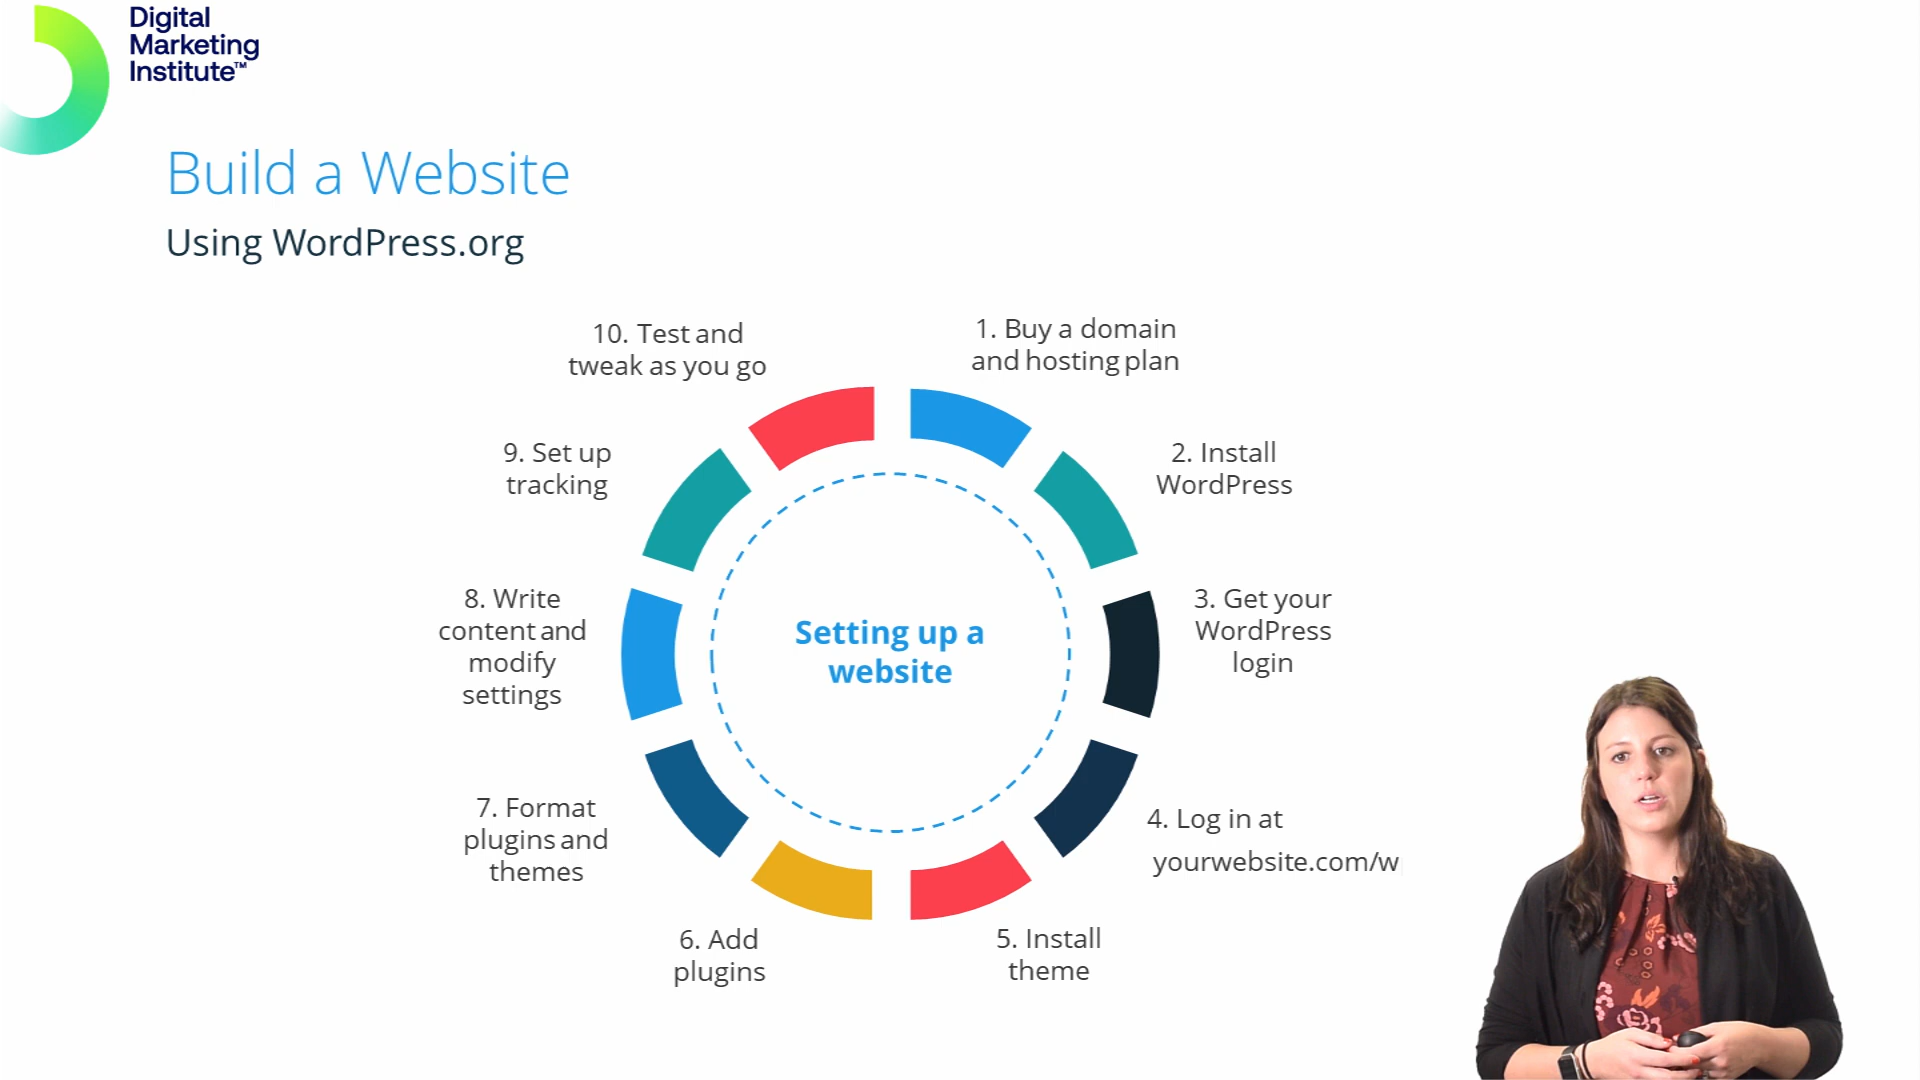 Digital
Marketing
Institute™
Build a Website
Using WordPress.org
10. Test and
tweak as you go
1. Buy a domain
and hosting plan
9. Set up
tracking
2. Install
WordPress
8. Write
content and
modify
settings
Setting up a
website
3. Get your
WordPress
login
7. Format
plugins and
themes
4. Log in at
yourwebsite.com/w
6. Add
plugins
5. Install
theme